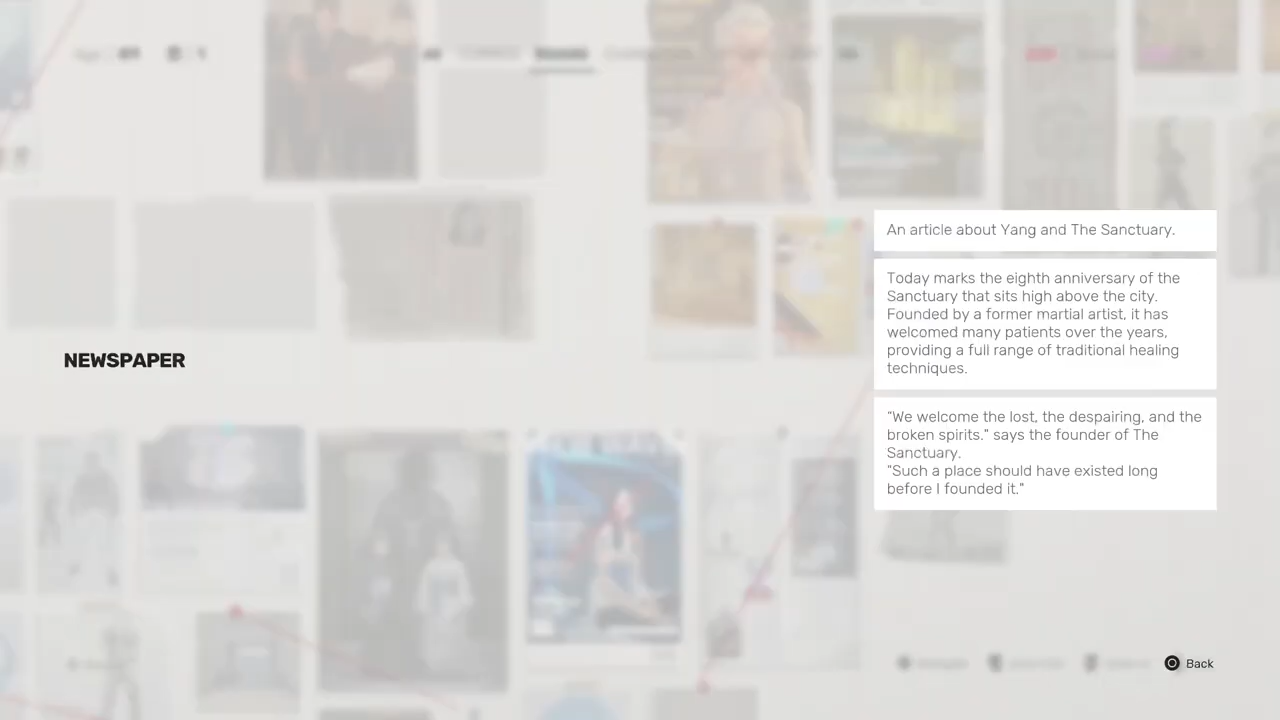 NEWSPAPER
An article about Yang and The Sanctuary.
Today marks the eighth anniversary of the
Sanctuary that sits high above the city.
Founded by a former martial artist, it has
welcomed many patients over the years,
providing a full range of traditional healing
techniques.
"We welcome the lost, the despairing, and the
broken spirits." says the founder of The
Sanctuary.
"Such a place should have existed long
before I founded it."
Back